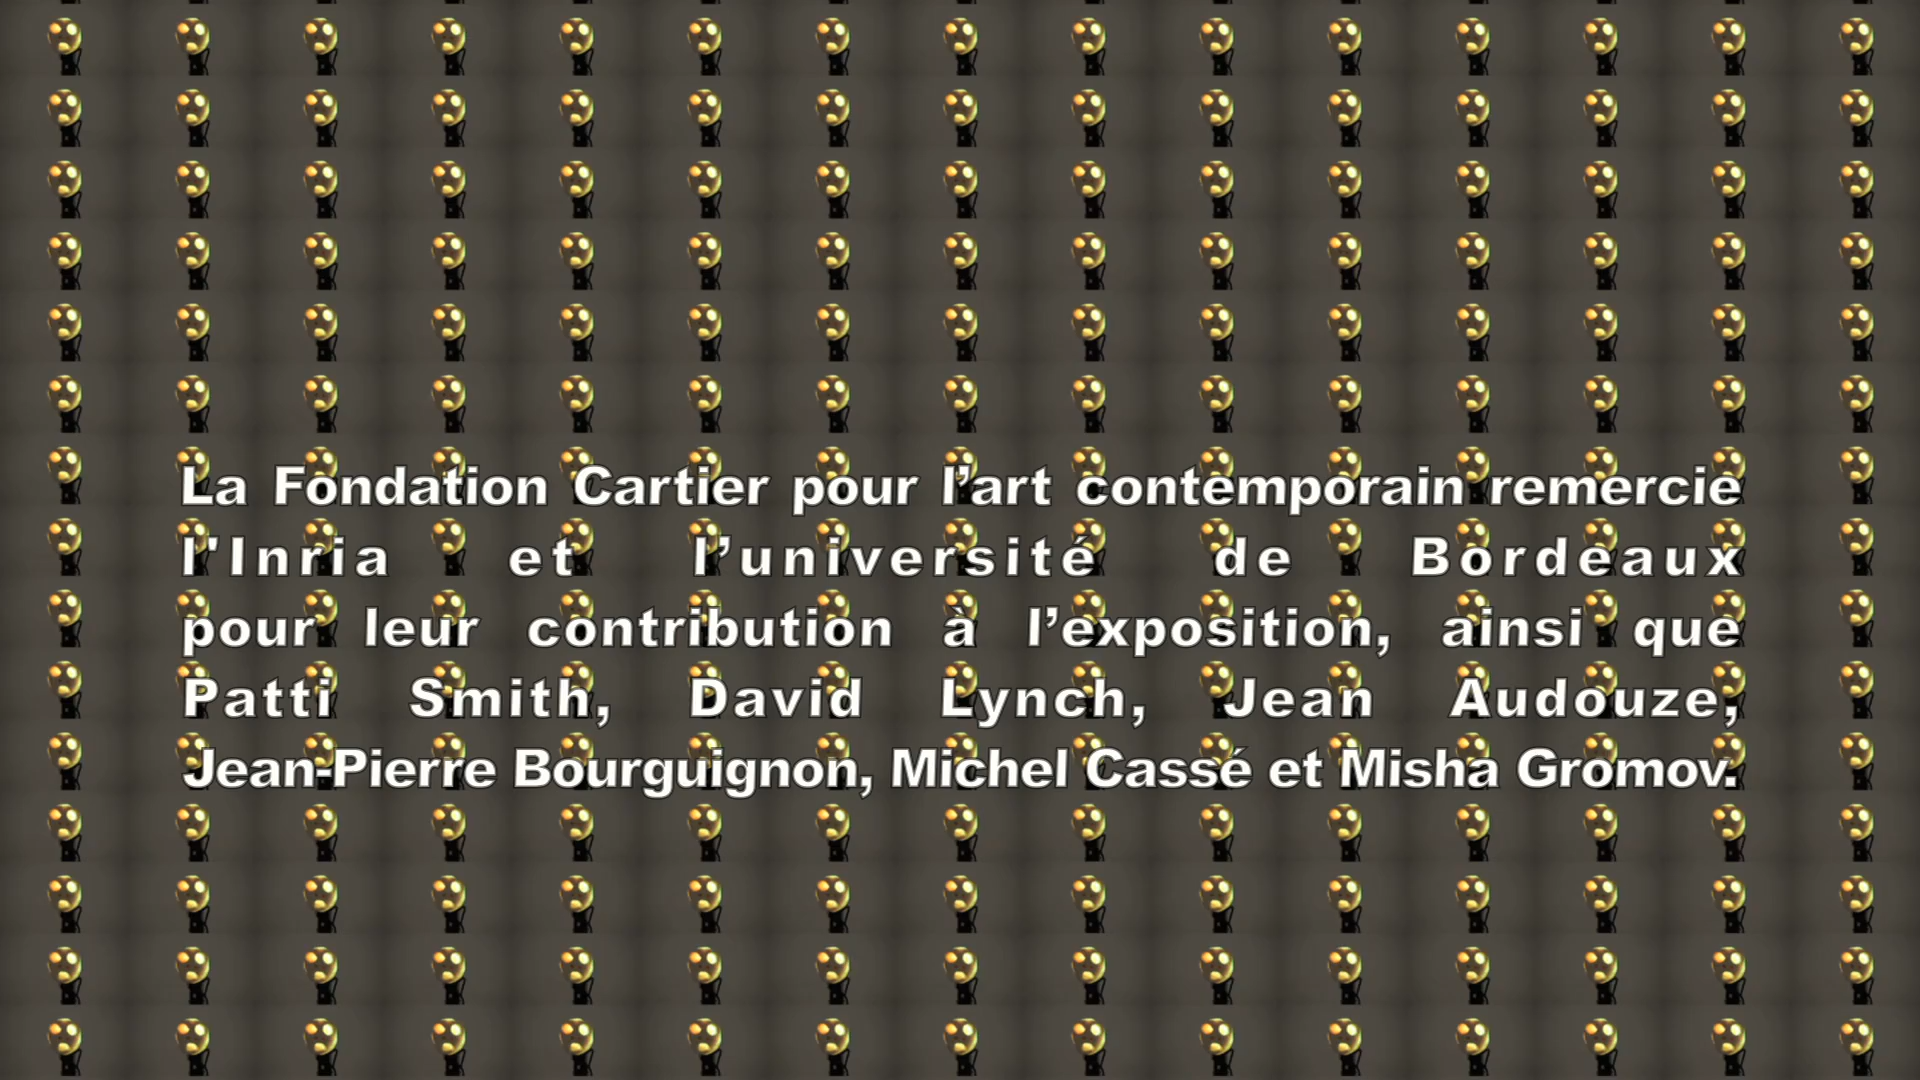 La Fondation Cartier pour l’art contemporain remercie
l'Inria et l’université de Bordeaux
pour leur contribution à l’exposition, ainsi que
Patti Smith, David Lynch, Jean Audouze,
Jean-Pierre Bourguignon, Michel Cassé et Misha Gromov.